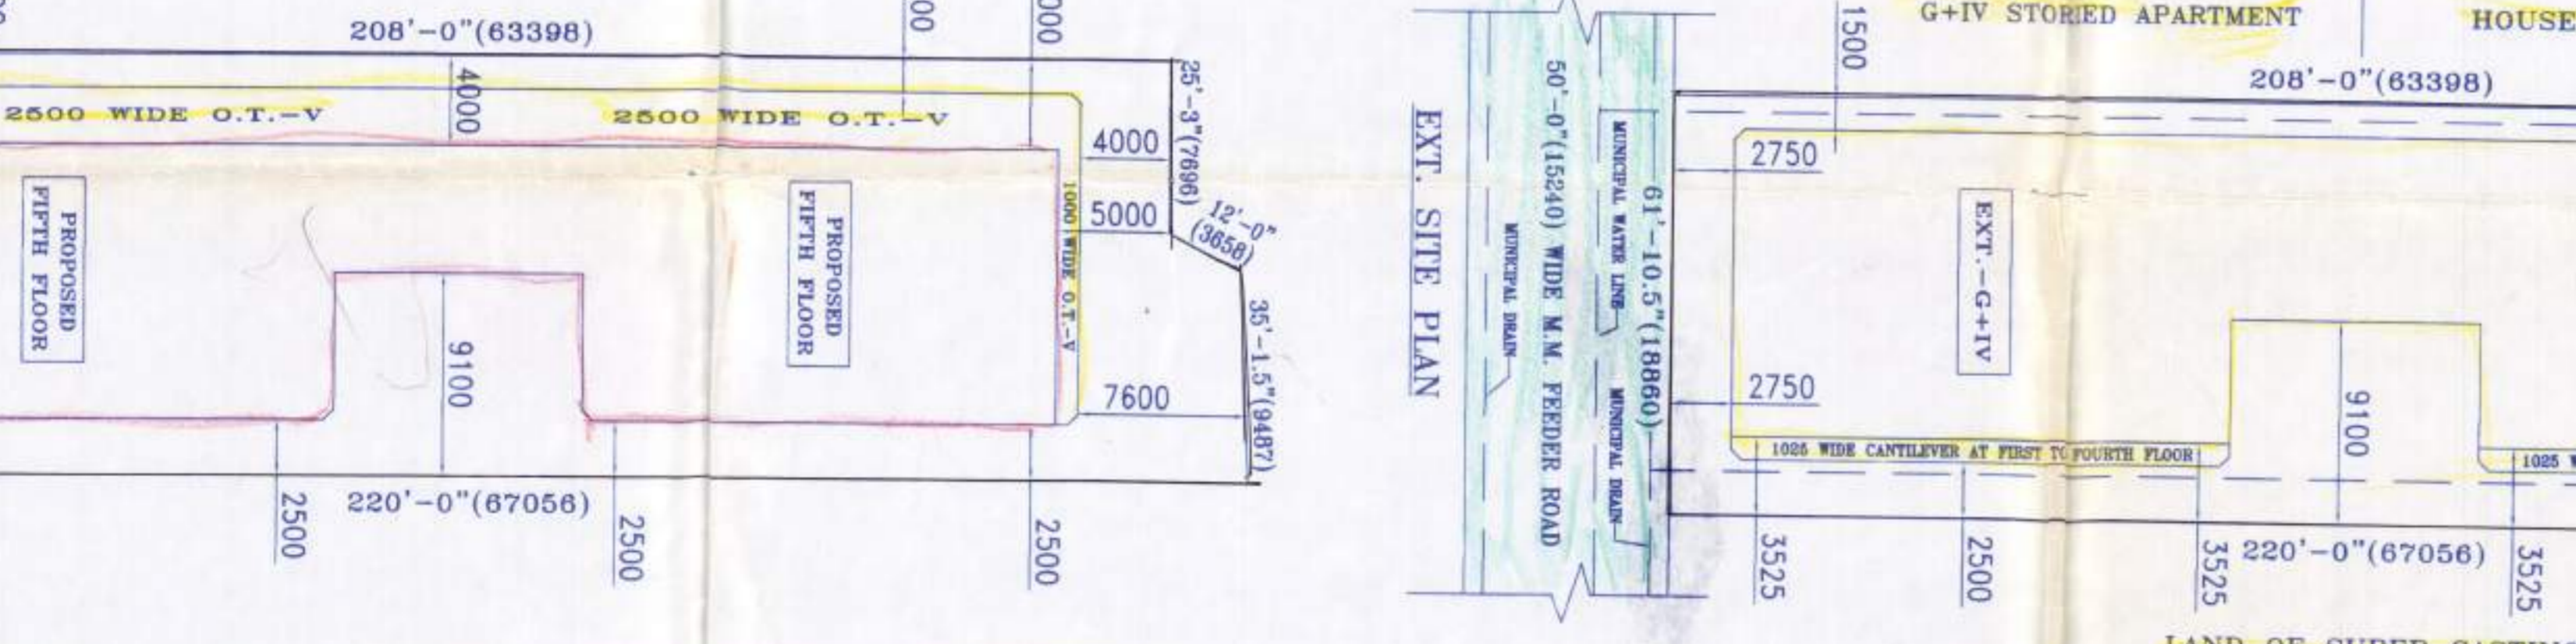 208'-0"(63398)
4000
2500 WIDE O.T.-V
2500 WIDE O.T.-V
25'-3"(7696)
4000
5000
12'-0"
(3658)
1000 WIDE O.T.-V
PROPOSED
FIFTH FLOOR
PROPOSED
FIFTH FLOOR
9100
7600
35'-1.5"(9487)
220'-0"(67056)
2500
2500
2500
EXT. SITE PLAN
MUNICIPAL DRAIN
50'-0"(15240) WIDE M.M. FEEDER ROAD
MUNICIPAL WATER LINE
MUNICIPAL DRAIN
61'-10.5"(18860)
1500
G+IV STORIED APARTMENT
HOUSE
208'-0"(63398)
2750
EXT.-G+IV
2750
9100
1025 WIDE CANTILEVER AT FIRST TO FOURTH FLOOR
1025
3525
2500
3525
220'-0"(67056)
3525